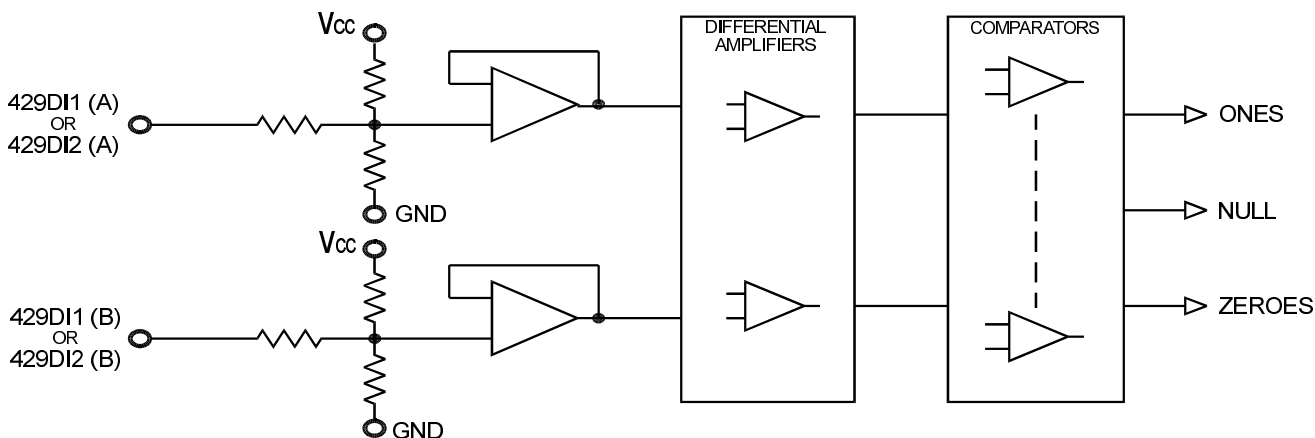 Vcc
429DI1 (A)
OR
429DI2 (A)
GND
Vcc
429DI1 (B)
OR
429DI2 (B)
GND
DIFFERENTIAL
AMPLIFIERS
COMPARATORS
ONES
NULL
ZEROES